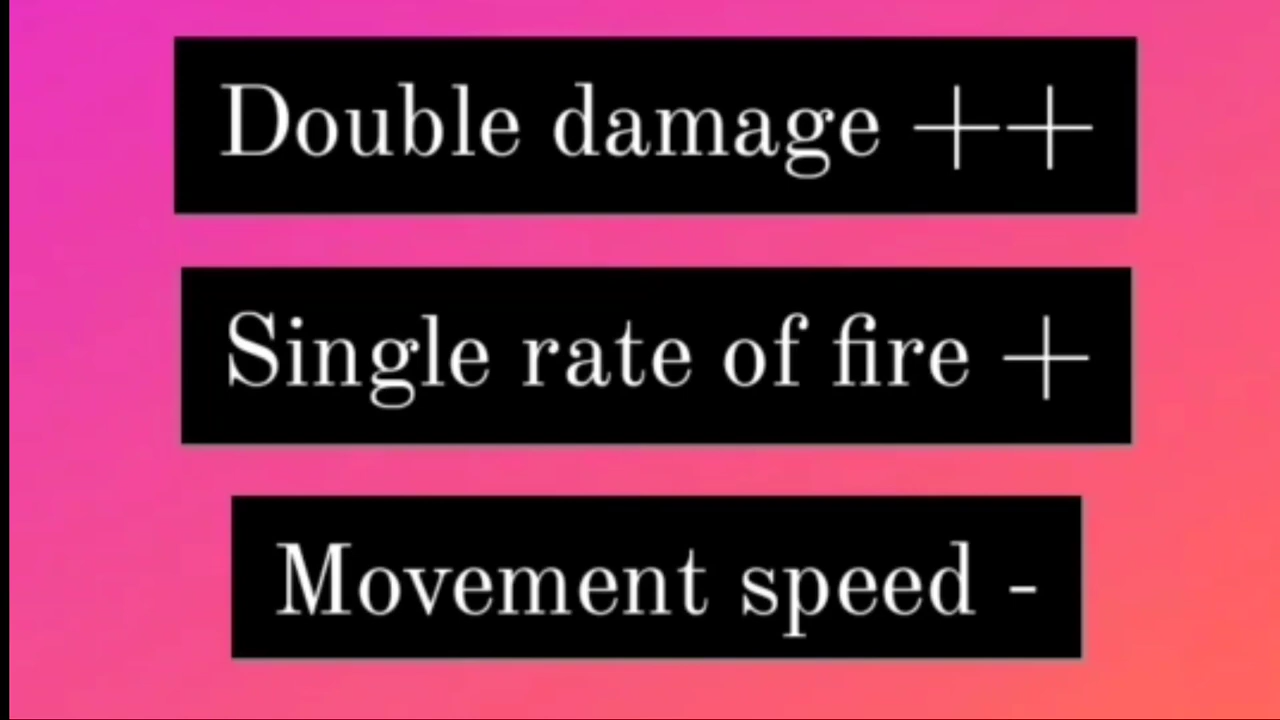 Double damage ++
Single rate of fire +
Movement speed -